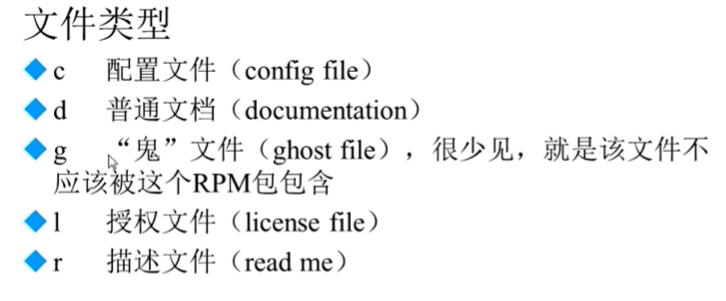 文件类型
c 配置文件（config file）
d 普通文档（documentation）
g “鬼”文件（ghost file），很少见，就是该文件不
应该被这个RPM包包含
l 授权文件（license file）
r 描述文件（read me）